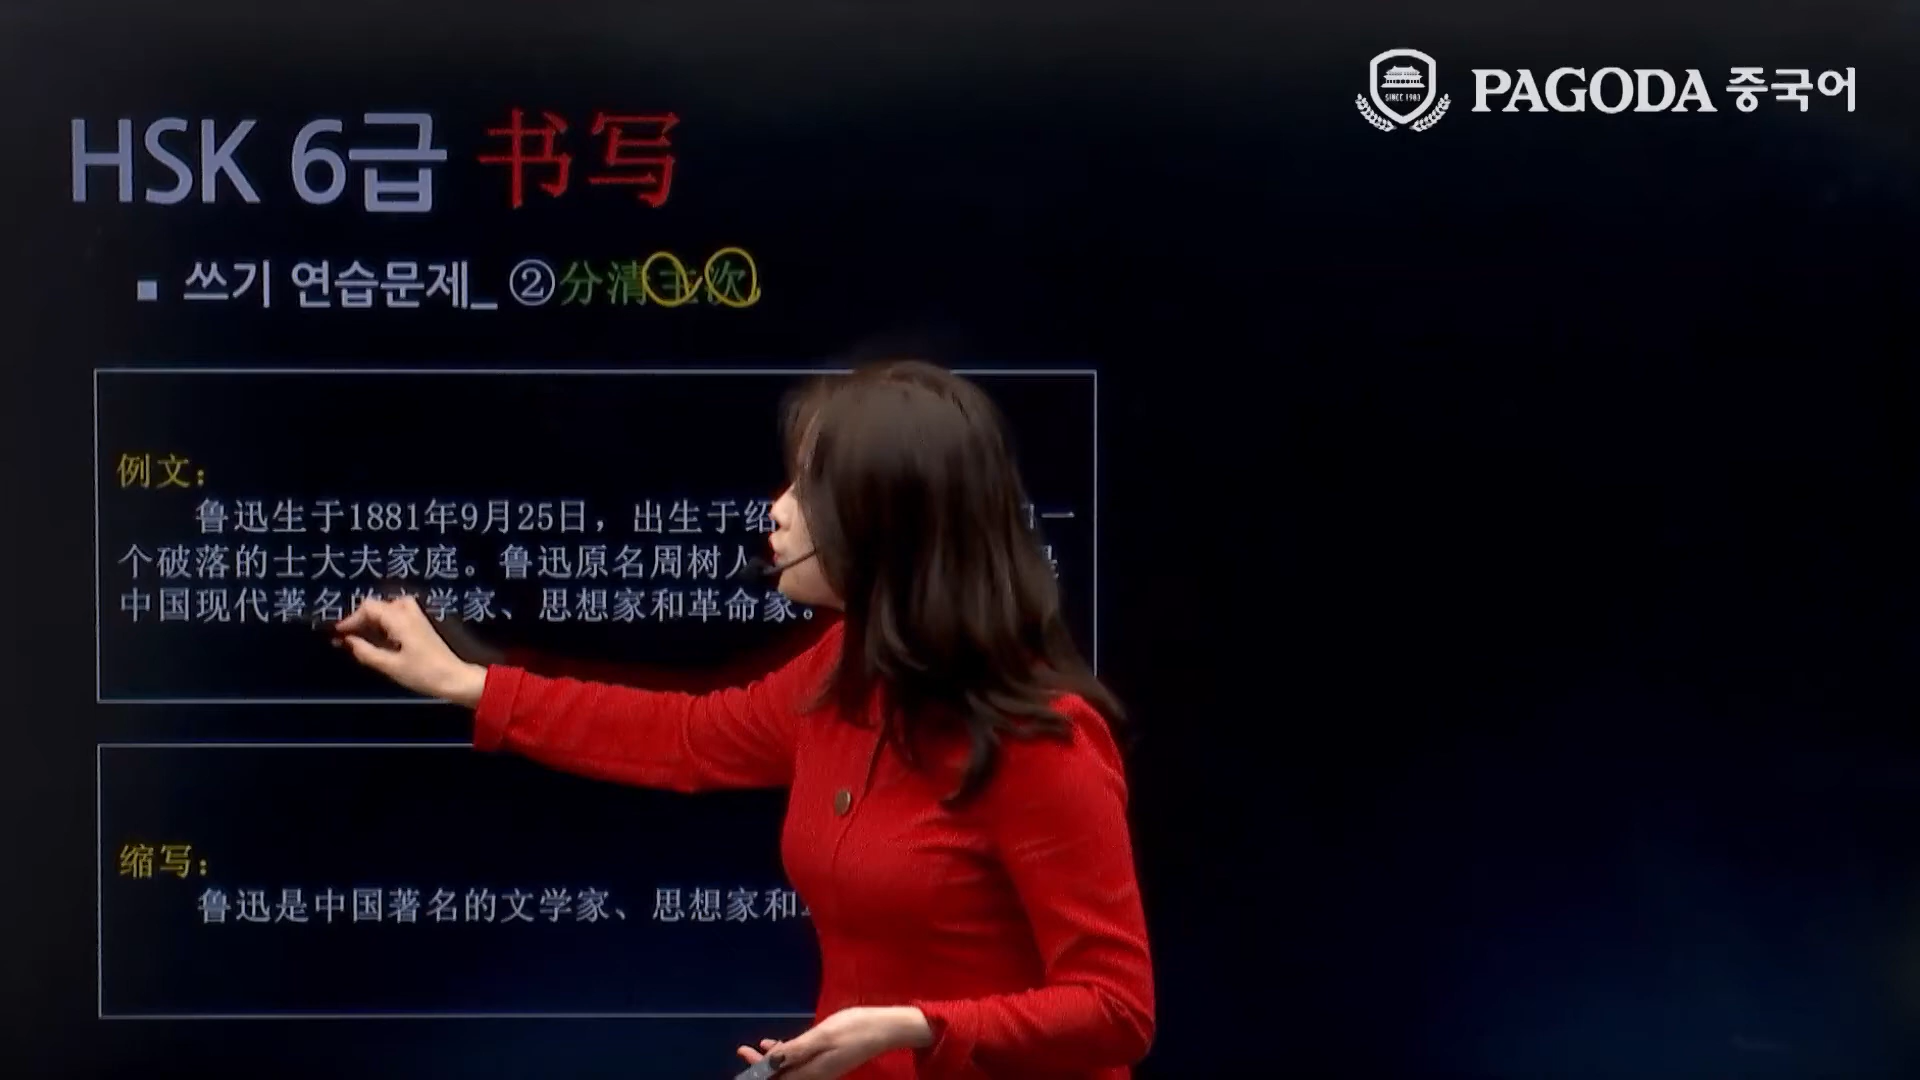 SINCE 1983
PAGODA 중국어
HSK 6급 书写
▪ 쓰기 연습문제_ ②分清主次
例文：
鲁迅生于1881年9月25日，出生于绍 一
个破落的士大夫家庭。鲁迅原名周树人
中国现代著名的文学家、思想家和革命家。
缩写：
鲁迅是中国著名的文学家、思想家和